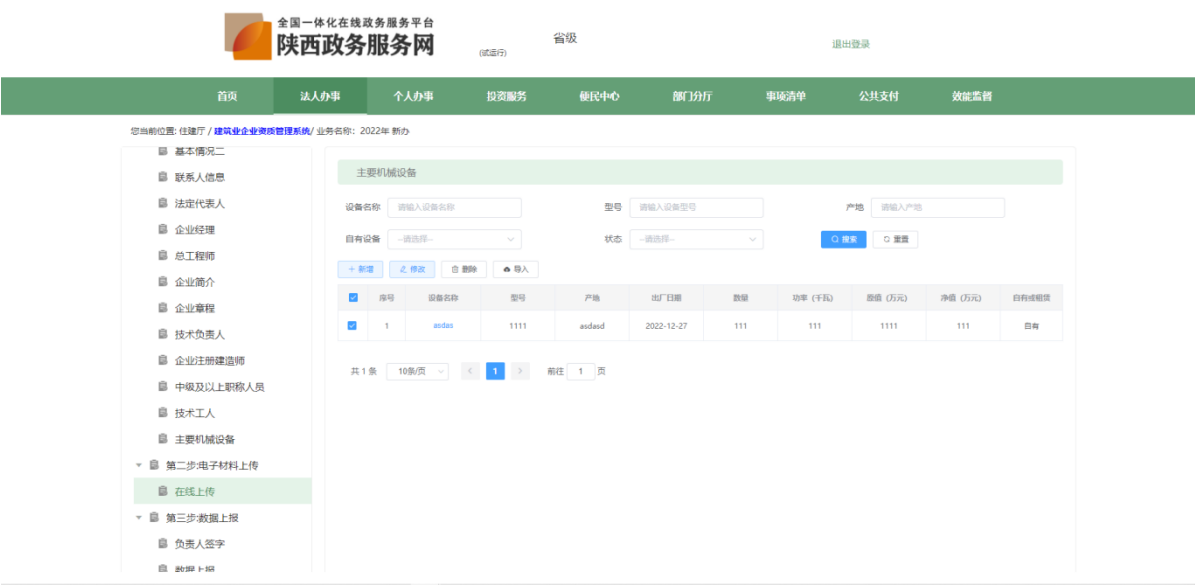 全国一体化在线政务服务平台
陕西政务服务网
(试运行)
省级
退出登录
首页 法人办事 个人办事 投资服务 便民中心 部门分厅 事项清单 公共支付 效能监督
您当前位置: 住建厅 / 建筑业企业资质管理系统/ 业务名称：2022年 新办
基本情况二
联系人信息
法定代表人
企业经理
总工程师
企业简介
企业章程
技术负责人
企业注册建造师
中级及以上职称人员
技术工人
主要机械设备
第二步:电子材料上传
在线上传
第三步:数据上报
负责人签字
数据上报
主要机械设备
设备名称 请输入设备名称 型号 请输入设备型号 产地 请输入产地
自有设备 --请选择-- 状态 --请选择-- 搜索 重置
+ 新增 修改 删除 导入
序号 设备名称 型号 产地 出厂日期 数量 功率 (千瓦) 原值 (万元) 净值 (万元) 自有或租赁
1 asdas 1111 asdasd 2022-12-27 111 111 1111 111 自有
共 1 条 10条/页 < 1 > 前往 1 页